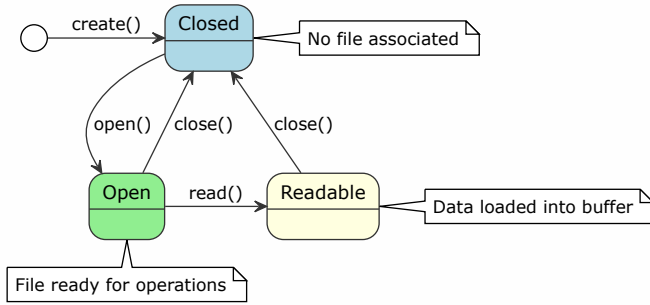 create()
Closed
No file associated
open()
close()
close()
Open
read()
Readable
Data loaded into buffer
File ready for operations